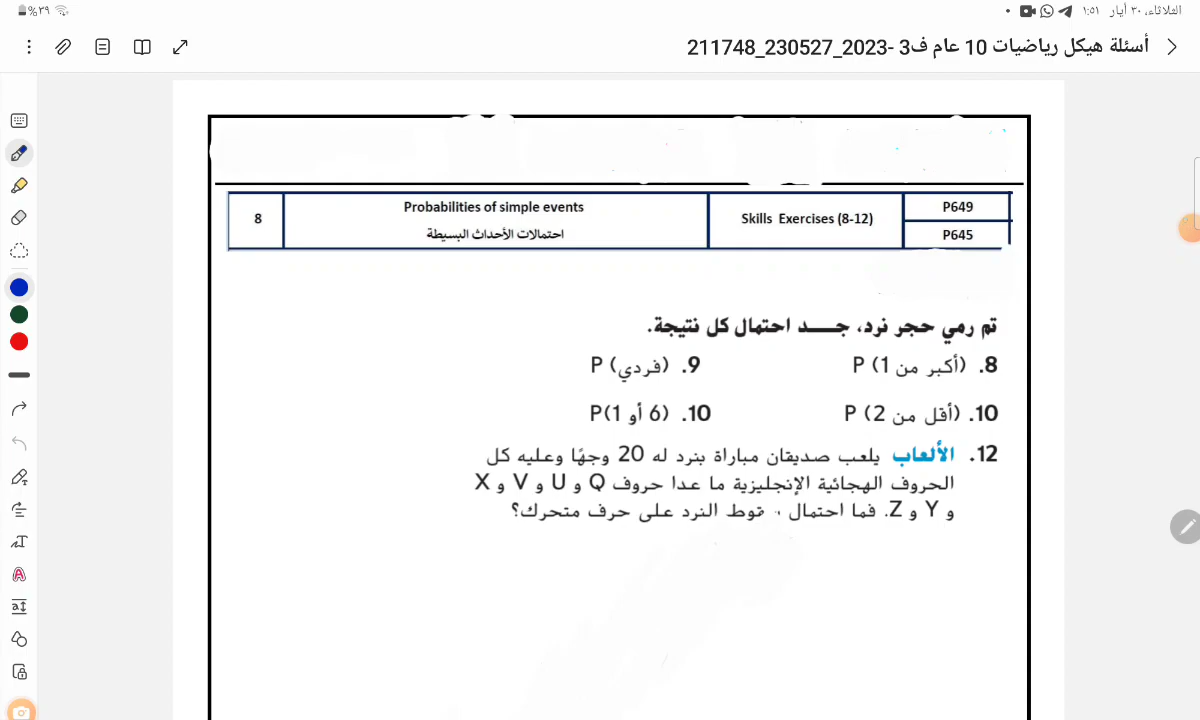 الثلاثاء، ٣٠ أيار ١:٥١
٣٩%
أسئلة هيكل رياضيات 10 عام ف3 -2023_230527_211748
8
Probabilities of simple events
احتمالات الأحداث البسيطة
Skills Exercises (8-12)
P649
P645
تم رمي حجر نرد، جـــد احتمال كل نتيجة.
8. P (أكبر من 1)
9. P (فردي)
10. P (أقل من 2)
10. P(1 أو 6)
12. الألعاب يلعب صديقان مباراة بنرد له 20 وجهًا وعليه كل
الحروف الهجائية الإنجليزية ما عدا حروف Q و U و V و X
و Y و Z. فما احتمال النرد على حرف متحرك؟